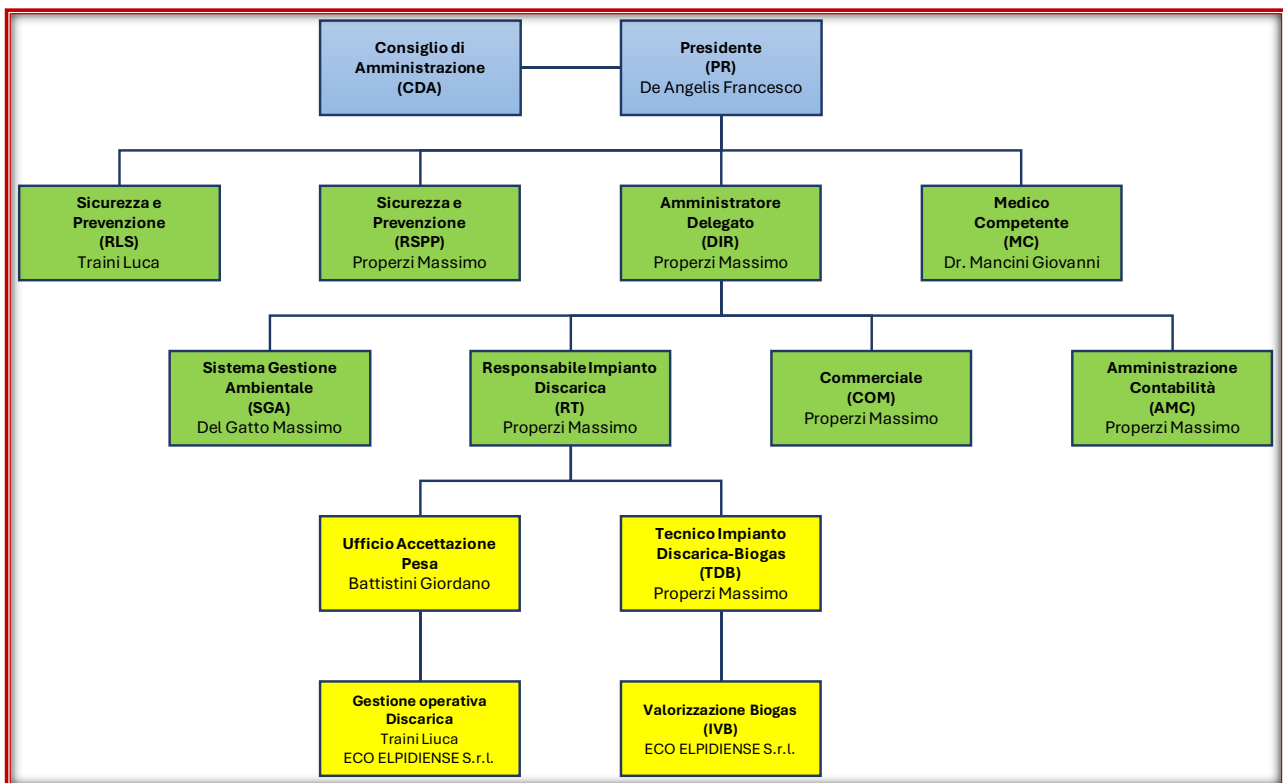 Consiglio di
Amministrazione
(CDA)
Presidente
(PR)
De Angelis Francesco
Sicurezza e
Prevenzione
(RLS)
Traini Luca
Sicurezza e
Prevenzione
(RSPP)
Properzi Massimo
Amministratore
Delegato
(DIR)
Properzi Massimo
Medico
Competente
(MC)
Dr. Mancini Giovanni
Sistema Gestione
Ambientale
(SGA)
Del Gatto Massimo
Responsabile Impianto
Discarica
(RT)
Properzi Massimo
Commerciale
(COM)
Properzi Massimo
Amministrazione
Contabilità
(AMC)
Properzi Massimo
Ufficio Accettazione
Pesa
Battistini Giordano
Tecnico Impianto
Discarica-Biogas
(TDB)
Properzi Massimo
Gestione operativa
Discarica
Traini Liuca
ECO ELPIDIENSE S.r.l.
Valorizzazione Biogas
(IVB)
ECO ELPIDIENSE S.r.l.